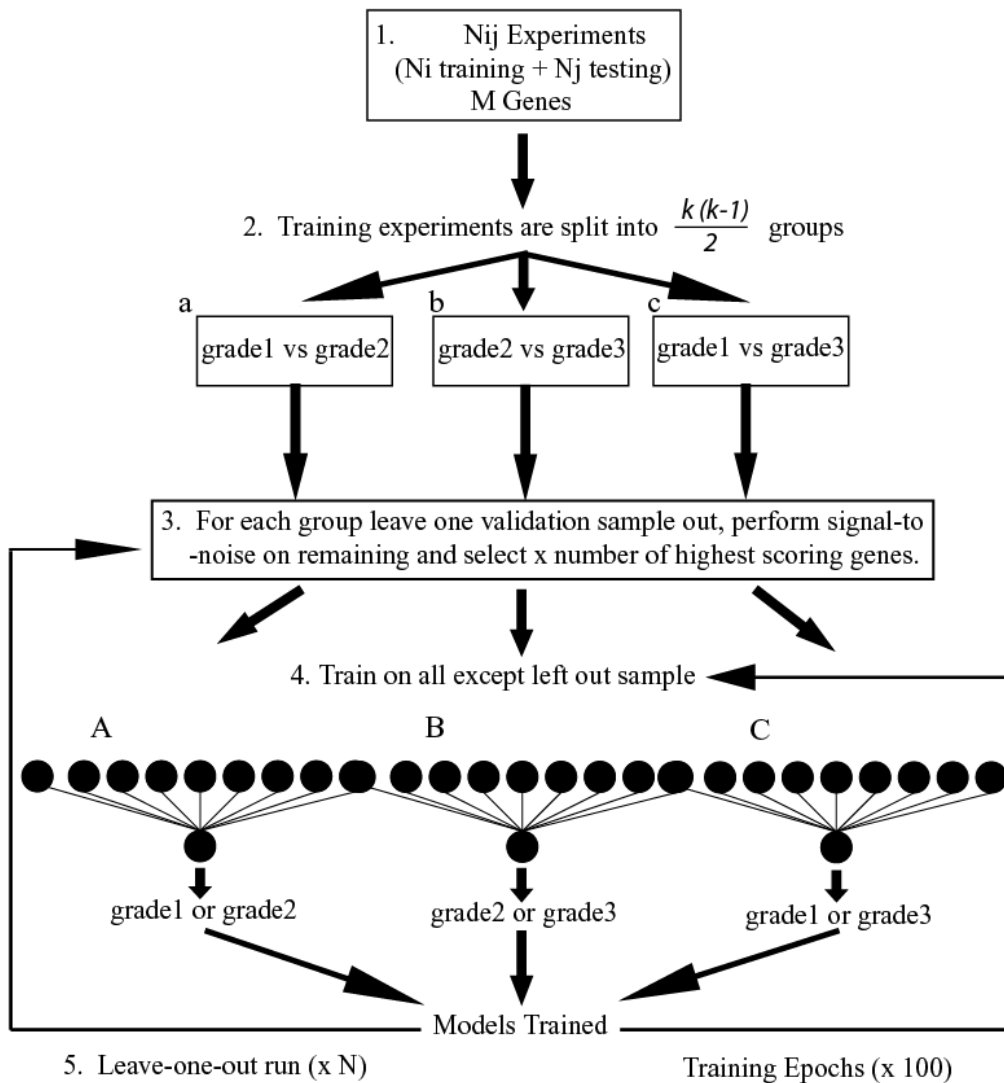 1. Nij Experiments
(Ni training + Nj testing)
M Genes
2. Training experiments are split into k (k-1) / 2 groups
a
b
c
grade1 vs grade2
grade2 vs grade3
grade1 vs grade3
3. For each group leave one validation sample out, perform signal-to
-noise on remaining and select x number of highest scoring genes.
4. Train on all except left out sample
A
B
C
grade1 or grade2
grade2 or grade3
grade1 or grade3
Models Trained
5. Leave-one-out run (x N)
Training Epochs (x 100)